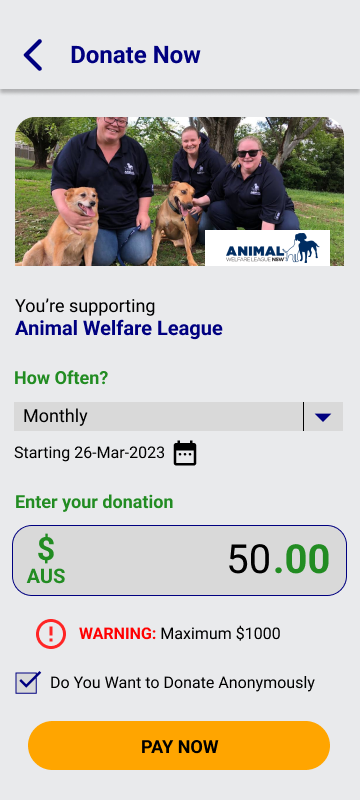 Donate Now
ANIMAL
WELFARE LEAGUE NSW
You’re supporting
Animal Welfare League
How Often?
Monthly
Starting 26-Mar-2023
Enter your donation
$
AUS
50.00
WARNING: Maximum $1000
Do You Want to Donate Anonymously
PAY NOW